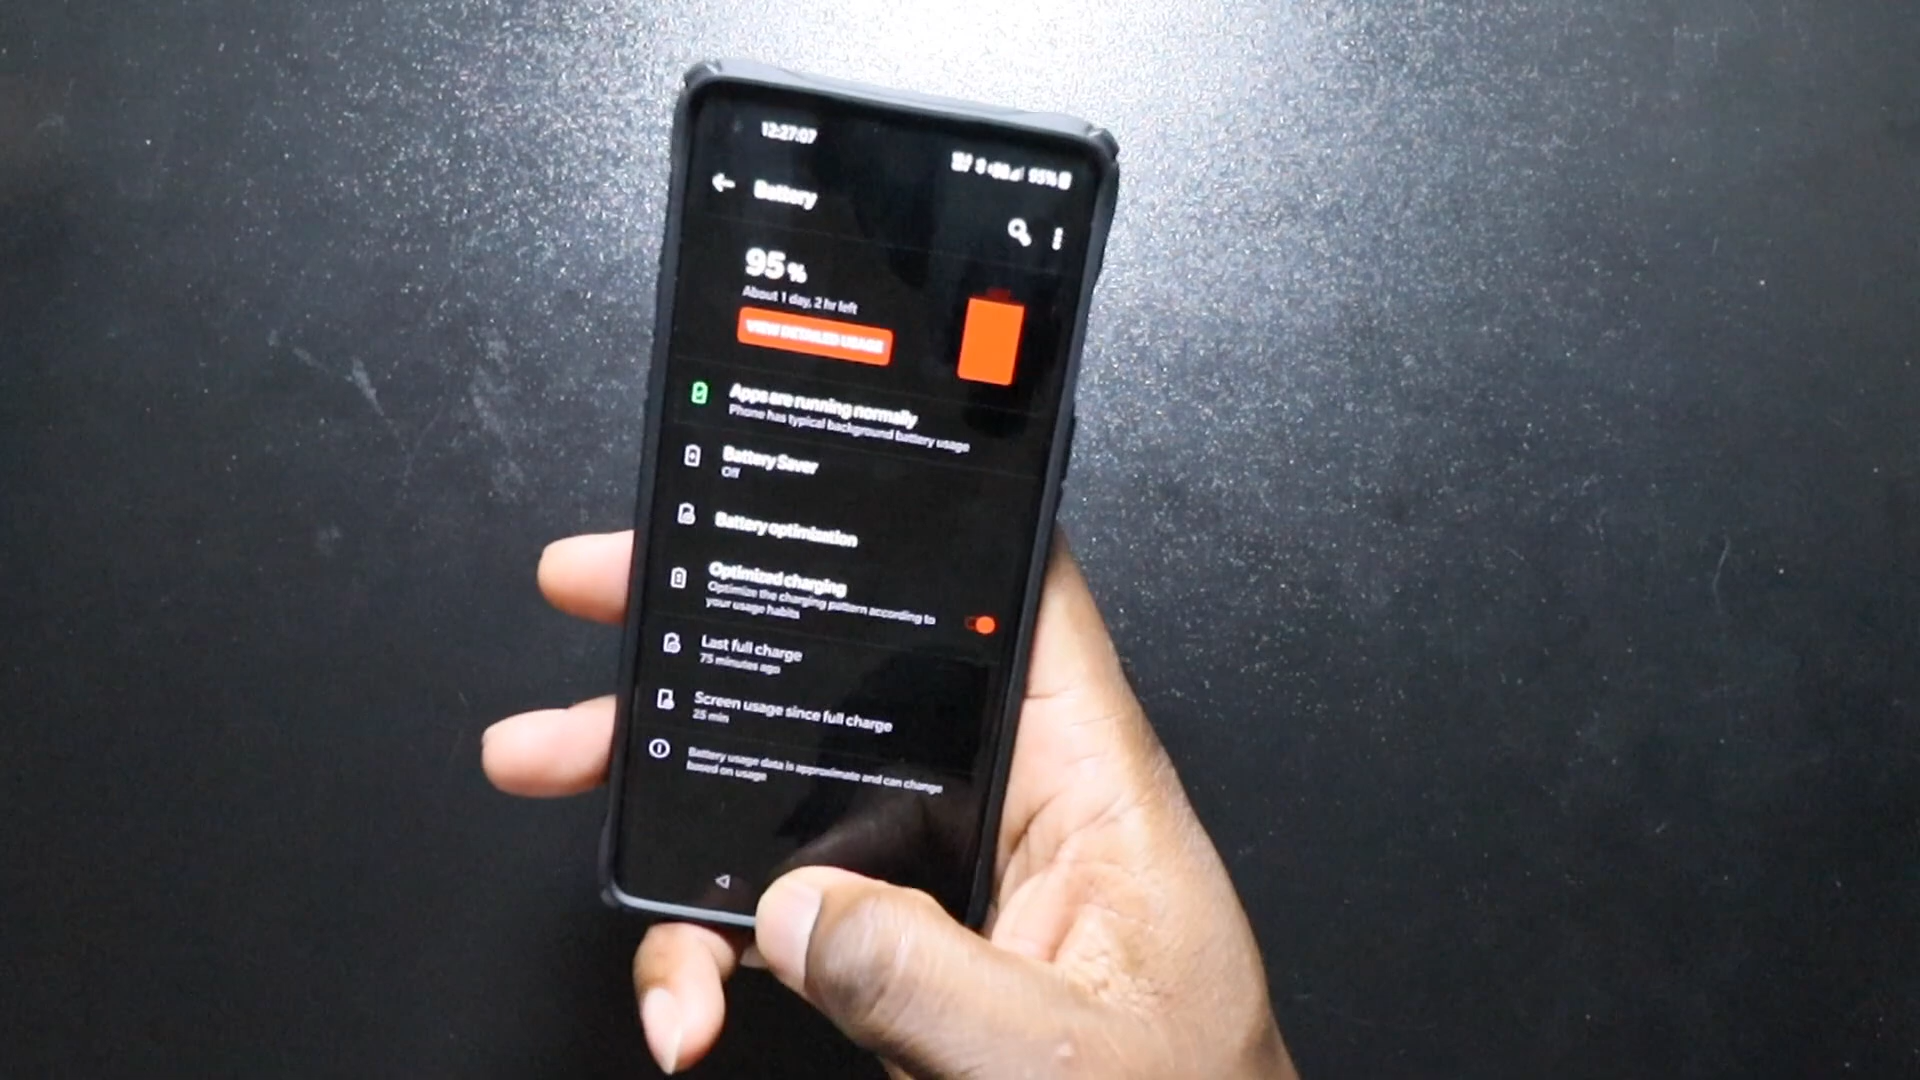 12:27:07
95%
Battery
95%
About 1 day, 2 hr left
VIEW DETAILED USAGE
Apps are running normally
Phone has typical background battery usage
Battery Saver
Off
Battery optimization
Optimized charging
Optimize the charging pattern according to
your usage habits
Last full charge
75 minutes ago
Screen usage since full charge
25 min
Battery usage data is approximate and can change
based on usage